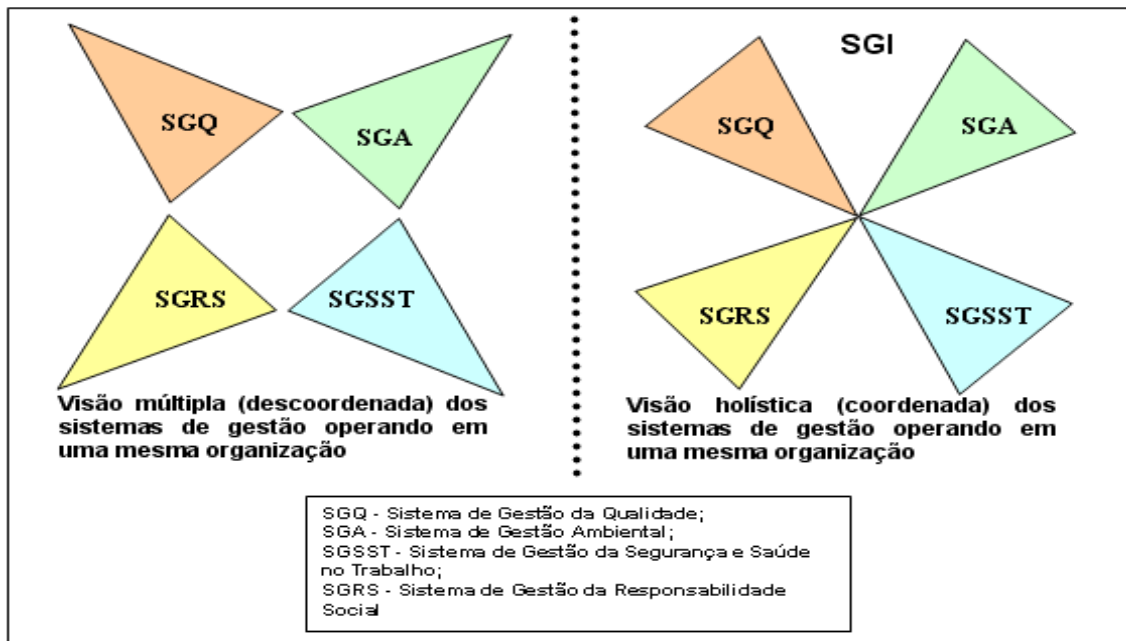 SGQ
SGA
SGRS
SGSST
Visão múltipla (descoordenada) dos
sistemas de gestão operando em
uma mesma organização
SGI
SGQ
SGA
SGRS
SGSST
Visão holística (coordenada) dos
sistemas de gestão operando em
uma mesma organização
SGQ - Sistema de Gestão da Qualidade;
SGA - Sistema de Gestão Ambiental;
SGSST - Sistema de Gestão da Segurança e Saúde
no Trabalho;
SGRS - Sistema de Gestão da Responsabilidade
Social